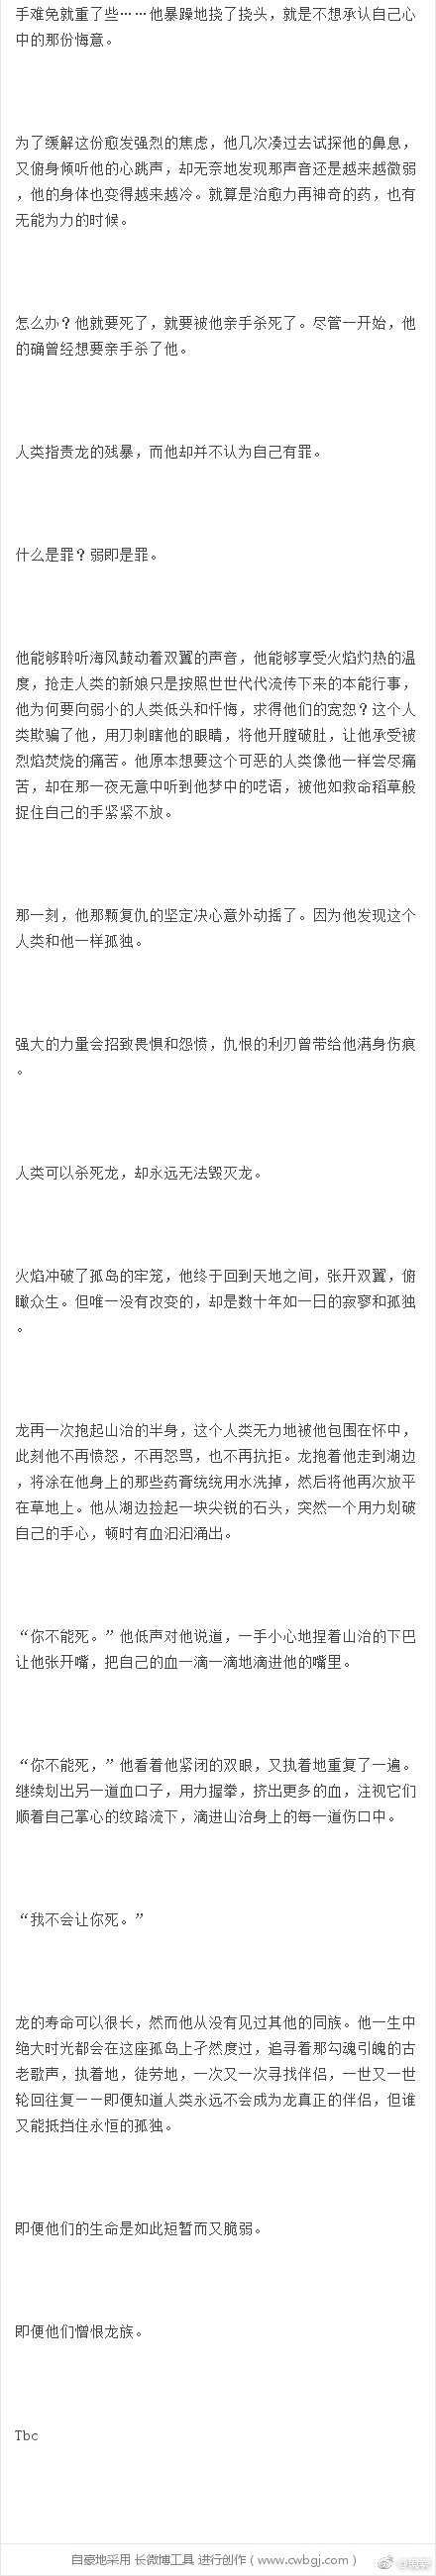 手难免就重了些……他暴躁地挠了挠头，就是不想承认自己心
中的那份悔意。
为了缓解这份愈发强烈的焦虑，他几次凑过去试探他的鼻息，
又俯身倾听他的心跳声，却无奈地发现那声音还是越来越微弱
，他的身体也变得越来越冷。就算是治愈力再神奇的药，也有
无能为力的时候。
怎么办？他就要死了，就要被他亲手杀死了。尽管一开始，他
的确曾经想要亲手杀了他。
人类指责龙的残暴，而他却并不认为自己有罪。
什么是罪？弱即是罪。
他能够聆听海风鼓动着双翼的声音，他能够享受火焰灼热的温
度，抢走人类的新娘只是按照世世代代流传下来的本能行事，
他为何要向弱小的人类低头和忏悔，求得他们的宽恕？这个人
类欺骗了他，用刀刺瞎他的眼睛，将他开膛破肚，让他承受被
烈焰焚烧的痛苦。他原本想要这个可恶的人类像他一样尝尽痛
苦，却在那一夜无意中听到他梦中的呓语，被他如救命稻草般
捉住自己的手紧紧不放。
那一刻，他那颗复仇的坚定决心意外动摇了。因为他发现这个
人类和他一样孤独。
强大的力量会招致畏惧和怨愤，仇恨的利刃曾带给他满身伤痕
。
人类可以杀死龙，却永远无法毁灭龙。
火焰冲破了孤岛的牢笼，他终于回到天地之间，张开双翼，俯
瞰众生。但唯一没有改变的，却是数十年如一日的寂寥和孤独
。
龙再一次抱起山治的半身，这个人类无力地被他包围在怀中，
此刻他不再愤怒，不再怒骂，也不再抗拒。龙抱着他走到湖边
，将涂在他身上的那些药膏统统用水洗掉，然后将他再次放平
在草地上。他从湖边捡起一块尖锐的石头，突然一个用力划破
自己的手心，顿时有血汩汩涌出。
“你不能死。”他低声对他说道，一手小心地捏着山治的下巴
让他张开嘴，把自己的血一滴一滴地滴进他的嘴里。
“你不能死，”他看着他紧闭的双眼，又执着地重复了一遍。
继续划出另一道血口子，用力握拳，挤出更多的血，注视它们
顺着自己掌心的纹路流下，滴进山治身上的每一道伤口中。
“我不会让你死。”
龙的寿命可以很长，然而他从没有见过其他的同族。他一生中
绝大时光都会在这座孤岛上孑然度过，追寻着那勾魂引魄的古
老歌声，执着地，徒劳地，一次又一次寻找伴侣，一世又一世
轮回往复——即便知道人类永远不会成为龙真正的伴侣，但谁
又能抵挡住永恒的孤独。
即便他们的生命是如此短暂而又脆弱。
即便他们憎恨龙族。
Tbc
自豪地采用 长微博工具 进行创作（www.cwbgj.com）